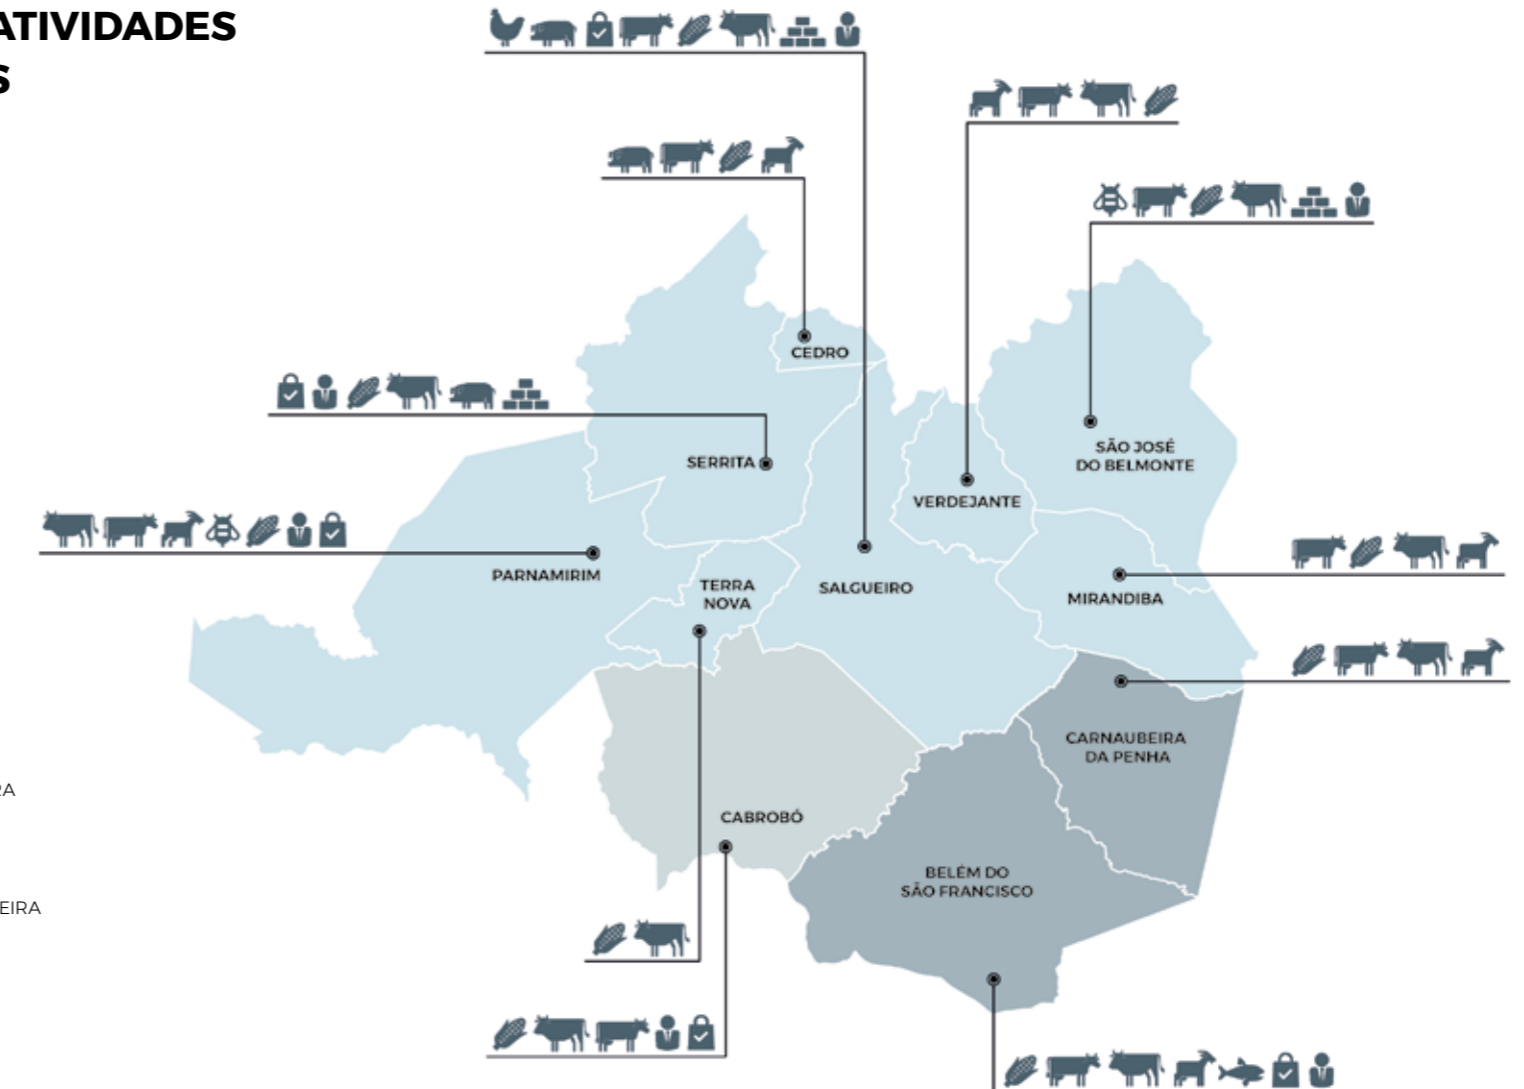 ATIVIDADES
S
CEDRO
SÃO JOSÉ
DO BELMONTE
SERRITA
VERDEJANTE
PARNAMIRIM
TERRA
NOVA
SALGUEIRO
MIRANDIBA
CARNAUBEIRA
DA PENHA
RA
CABROBÓ
BELÉM DO
SÃO FRANCISCO
EIRA